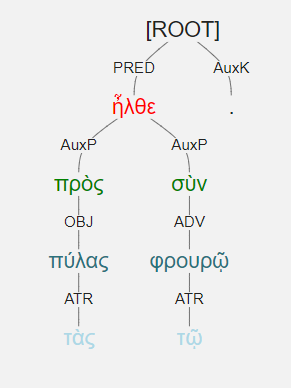 [ROOT]
PRED AuxK
ἦλθε .
AuxP AuxP
πρὸς σὺν
OBJ ADV
πύλας φρουρῷ
ATR ATR
τὰς τῷ